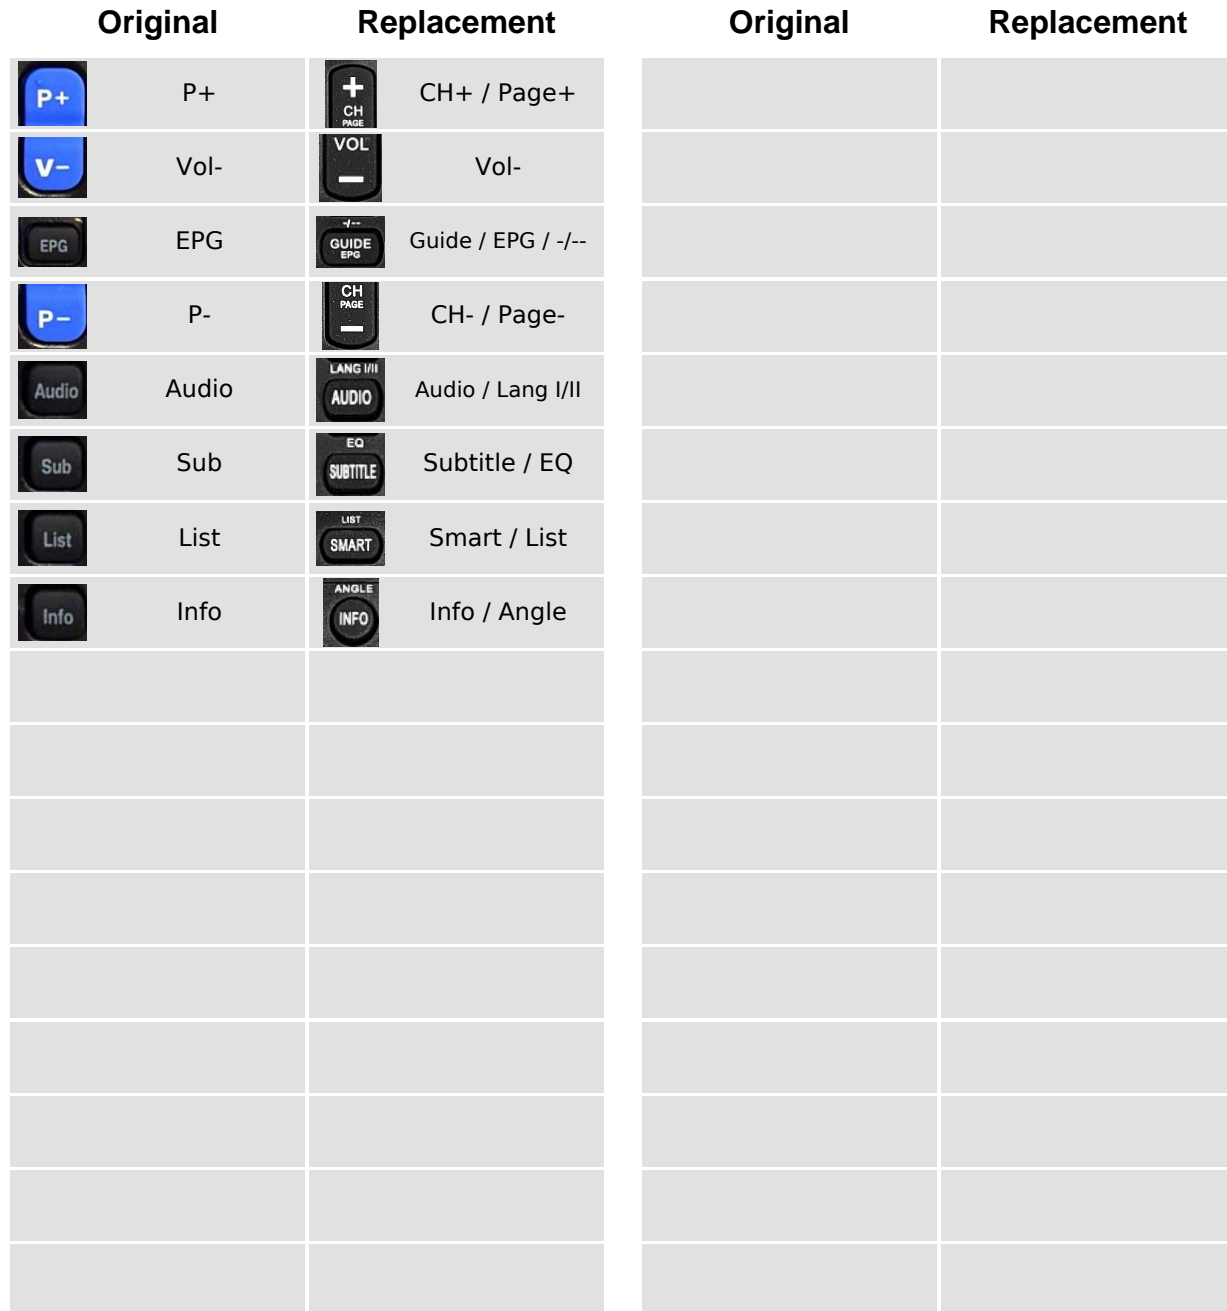 Original Replacement Original Replacement
P+ P+ + CH PAGE CH+ / Page+
V- Vol- VOL - Vol-
EPG EPG -/-- GUIDE EPG Guide / EPG / -/--
P- P- CH PAGE - CH- / Page-
Audio Audio LANG I/II AUDIO Audio / Lang I/II
Sub Sub EQ SUBTITLE Subtitle / EQ
List List LIST SMART Smart / List
Info Info ANGLE INFO Info / Angle